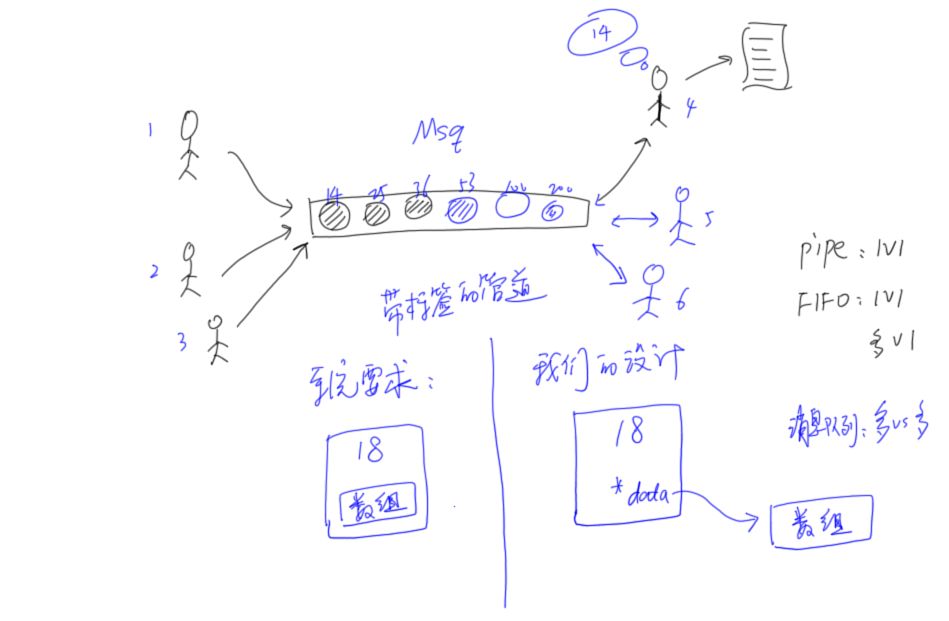 14
1
4
Msq
14 25 36 53 100 200
5
2
6
pipe：1v1
带标签的管道
FIFO：1v1
多v1
3
系统要求：
我们的设计
消息队列：多vs多
18
18
数组
*data
数组